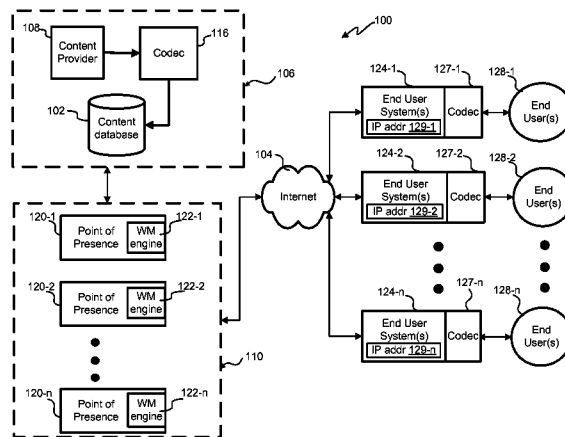 100
108
Content
Provider
116
Codec
106
102
Content
database
104
Internet
124-1
127-1
128-1
End User
System(s)
IP addr 129-1
Codec
End
User(s)
124-2
127-2
128-2
End User
System(s)
IP addr 129-2
Codec
End
User(s)
124-n
127-n
128-n
End User
System(s)
IP addr 129-n
Codec
End
User(s)
120-1
Point of
Presence
WM
engine
122-1
120-2
Point of
Presence
WM
engine
122-2
110
120-n
Point of
Presence
WM
engine
122-n